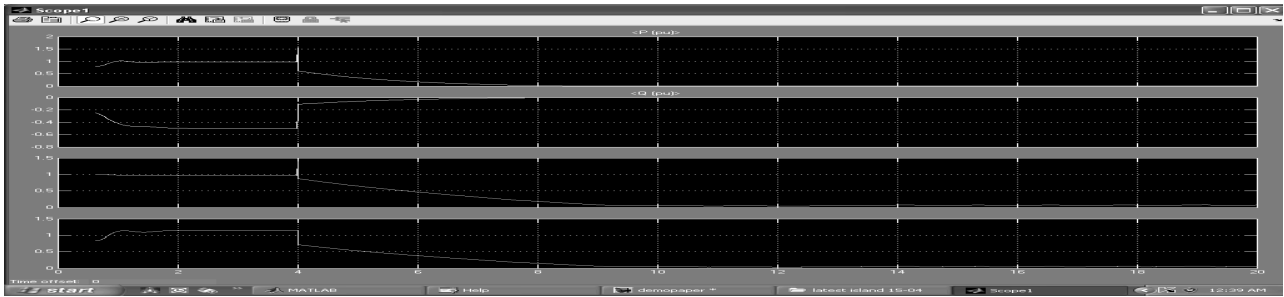 Scope1
<P (pu)>
2
1.5
1
0.5
0
<Q (pu)>
0
-0.2
-0.4
-0.6
-0.8
1.5
1
0.5
0
1.5
1
0.5
0
0 2 4 6 8 10 12 14 16 18 20
Time offset: 0
start
MATLAB
Help
demopaper *
latest island 15-04
Scope1
12:39 AM